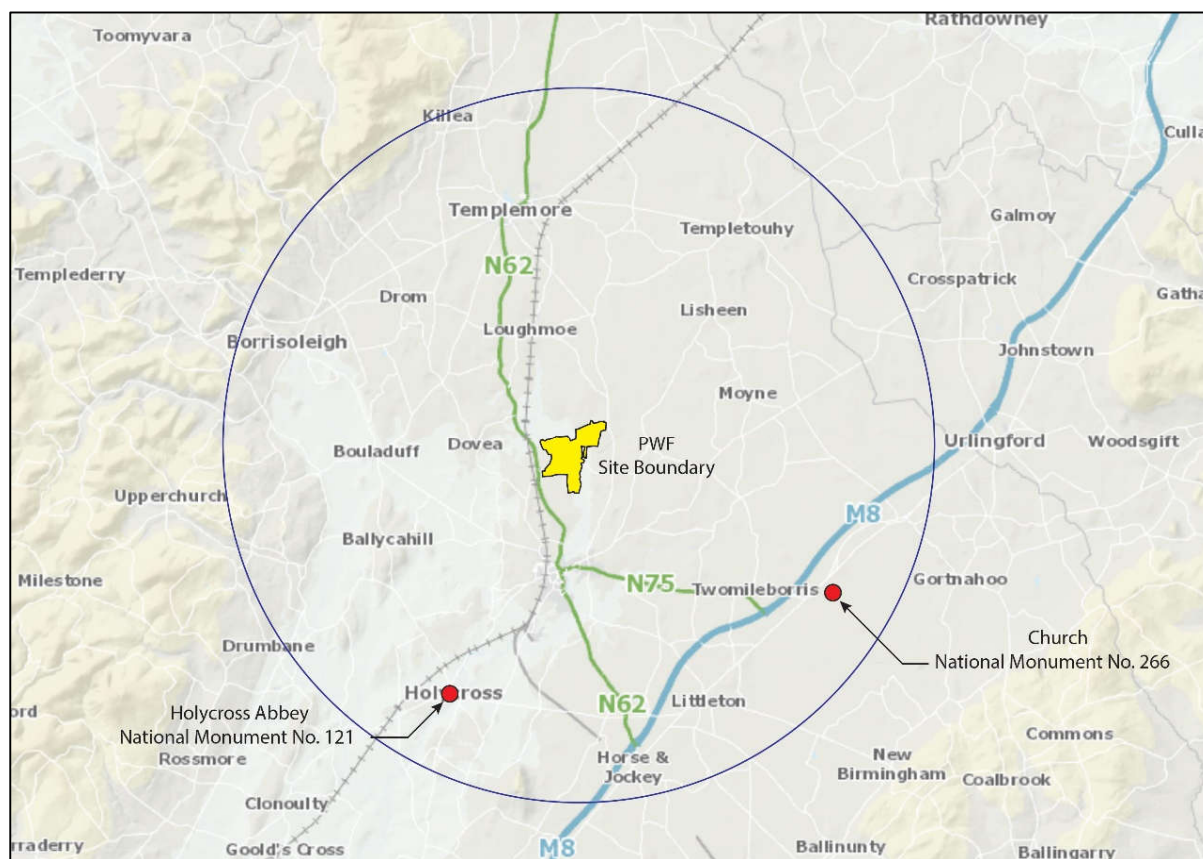 Toomyvara
Rathdowney
Killea
Culla
Templemore
Templetouhy
Galmoy
Templederry
N62
Crosspatrick
Gatha
Drom
Lisheen
Loughmoe
Borrisoleigh
Johnstown
Moyne
Bouladuff
Dovea
PWF
Site Boundary
Urlingford
Woodsgift
Upperchurch
M8
Ballycahill
Milestone
N75
Twomileborris
Gortnahoo
Drumbane
Church
National Monument No. 266
Holycross
N62
Littleton
ord
Holycross Abbey
National Monument No. 121
Rossmore
Horse &
Jockey
New
Birmingham
Commons
Coalbrook
Clonoulty
rraderry
Goold's Cross
M8
Ballinunty
Ballingarry